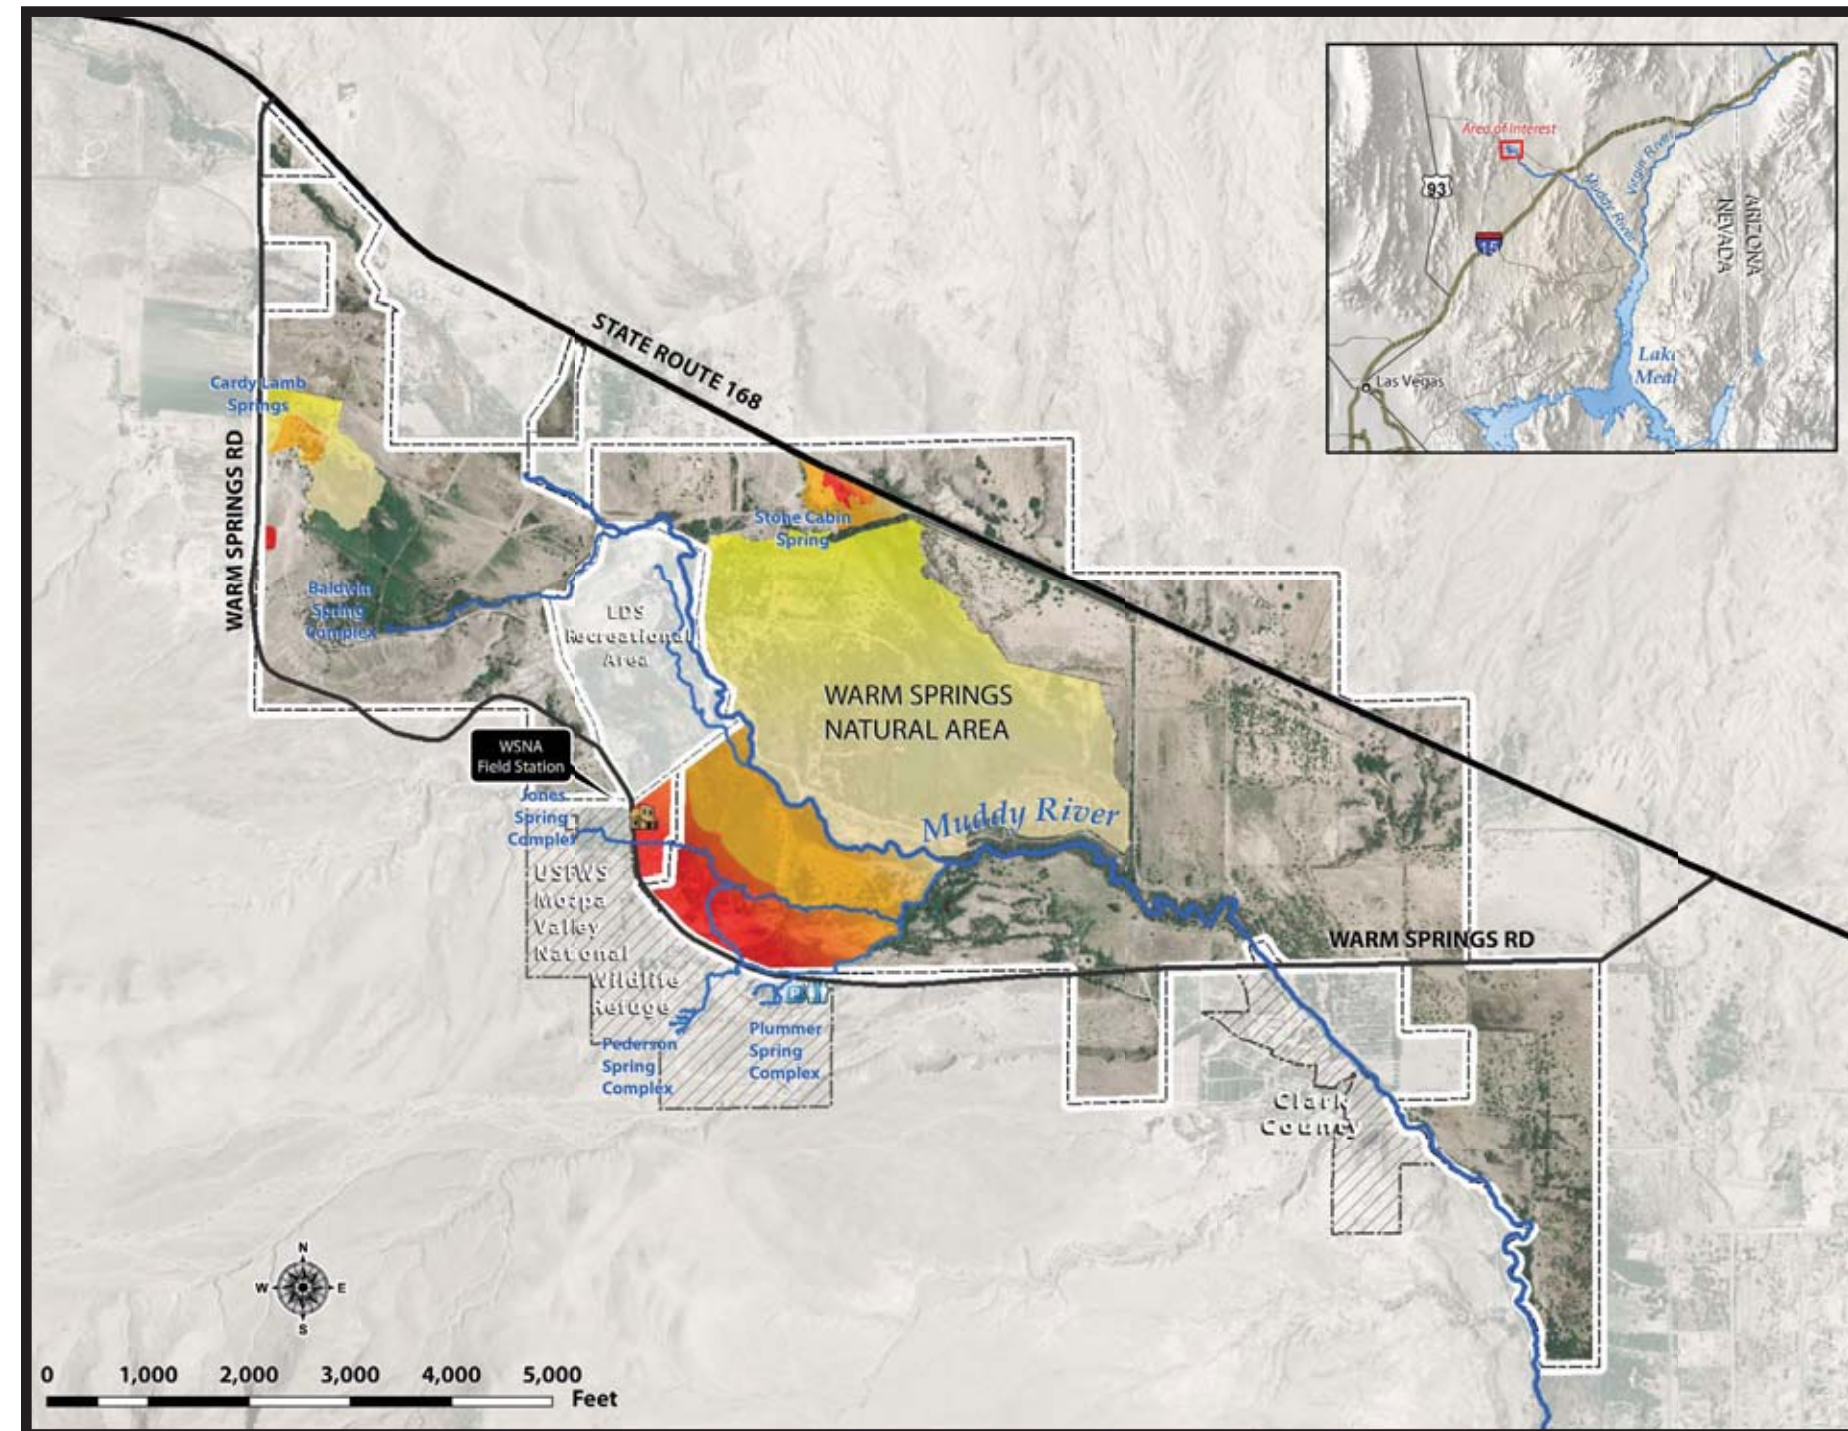 STATE ROUTE 168
Cardy Lamb
Springs
WARM SPRINGS RD
Stone Cabin
Spring
Baldwin
Spring
Complex
LDS
Recreational
Area
WARM SPRINGS
NATURAL AREA
WSNA
Field Station
Jones
Spring
Complex
Muddy River
USFWS
Moapa
Valley
National
Wildlife
Refuge
WARM SPRINGS RD
Pederson
Spring
Complex
Plummer
Spring
Complex
Clark
County
N
W E
S
0 1,000 2,000 3,000 4,000 5,000
Feet
Area of Interest
93
15
Muddy River
Virgin River
ARIZONA
NEVADA
Las Vegas
Lake
Mead